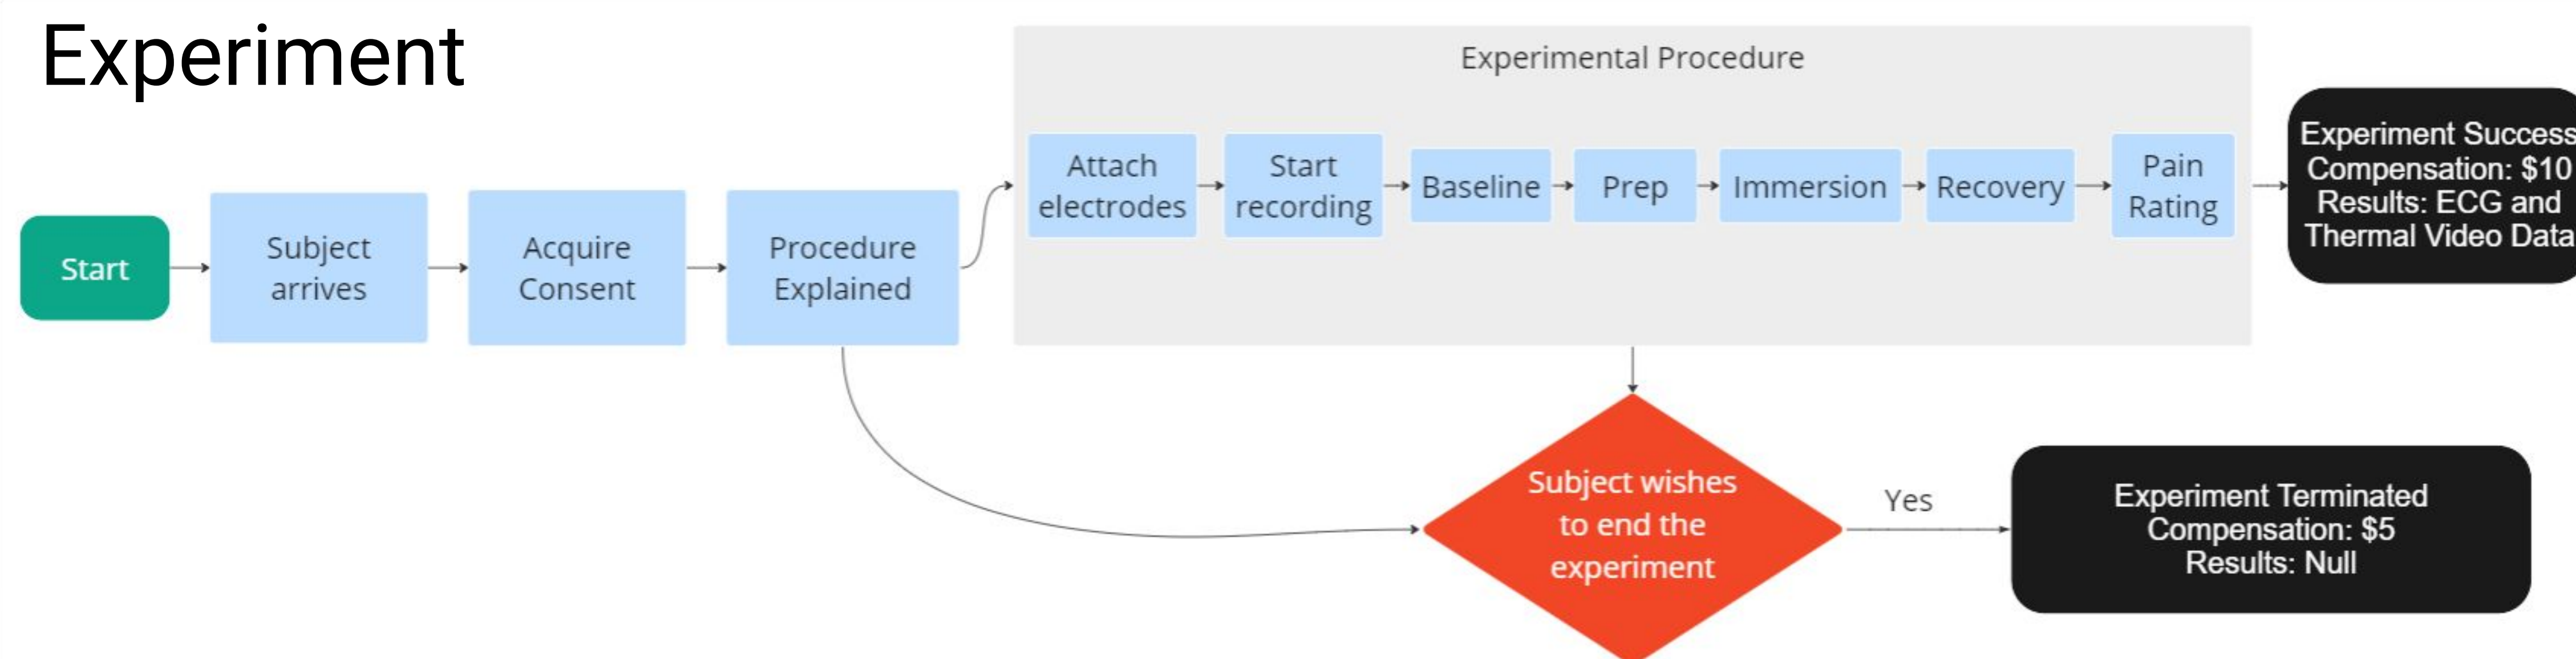 Experiment
Experimental Procedure
Start
Subject
arrives
Acquire
Consent
Procedure
Explained
Attach
electrodes
Start
recording
Baseline
Prep
Immersion
Recovery
Pain
Rating
Experiment Success
Compensation: $10
Results: ECG and
Thermal Video Data
Subject wishes
to end the
experiment
Yes
Experiment Terminated
Compensation: $5
Results: Null